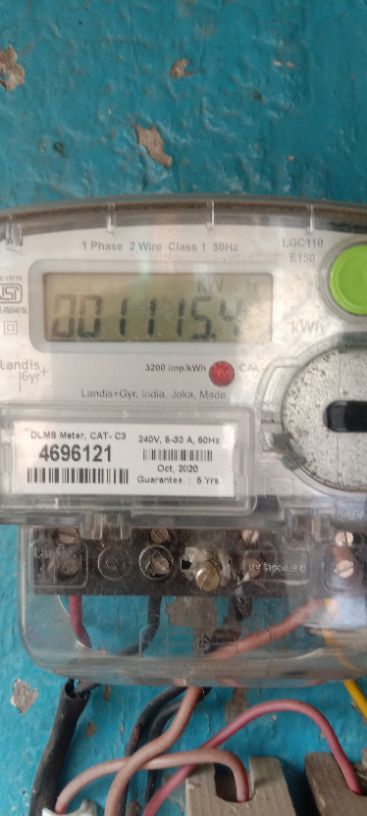 1 Phase 2 Wire Class 1 50Hz
LGC110
E150
KW h
001115.4
kWh
ISI
3200 imp/kWh
CAL
Landis+Gyr+
Landis+Gyr, India, Joka, Made
DLMS Meter, CAT- C3
240V, 5-30 A, 50Hz
4696121
Oct, 2020
Guarantee : 5 Yrs